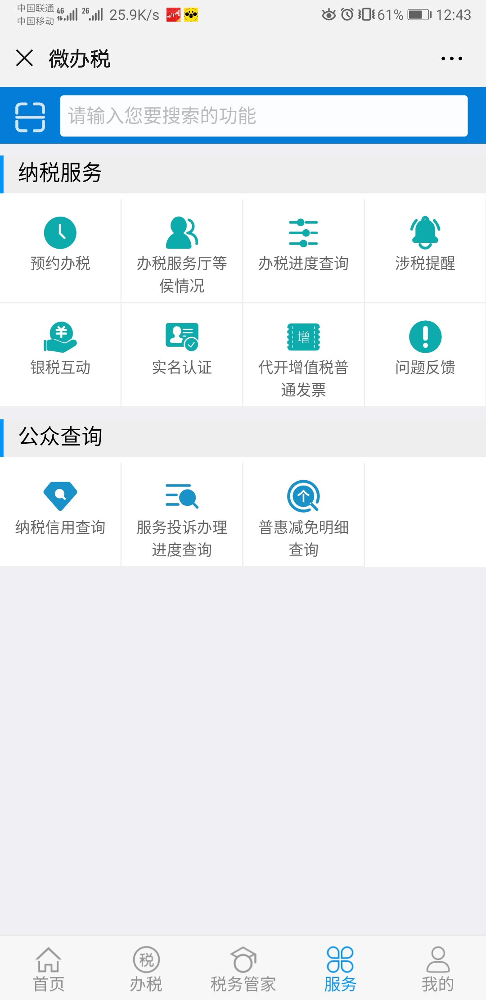 中国联通 4G 2G 25.9K/s 61% 12:43
中国移动
微办税
请输入您要搜索的功能
纳税服务
预约办税
办税服务厅等
侯情况
办税进度查询
涉税提醒
银税互动
实名认证
增
代开增值税普
通发票
问题反馈
公众查询
纳税信用查询
服务投诉办理
进度查询
个
普惠减免明细
查询
首页
税
办税
税务管家
服务
我的